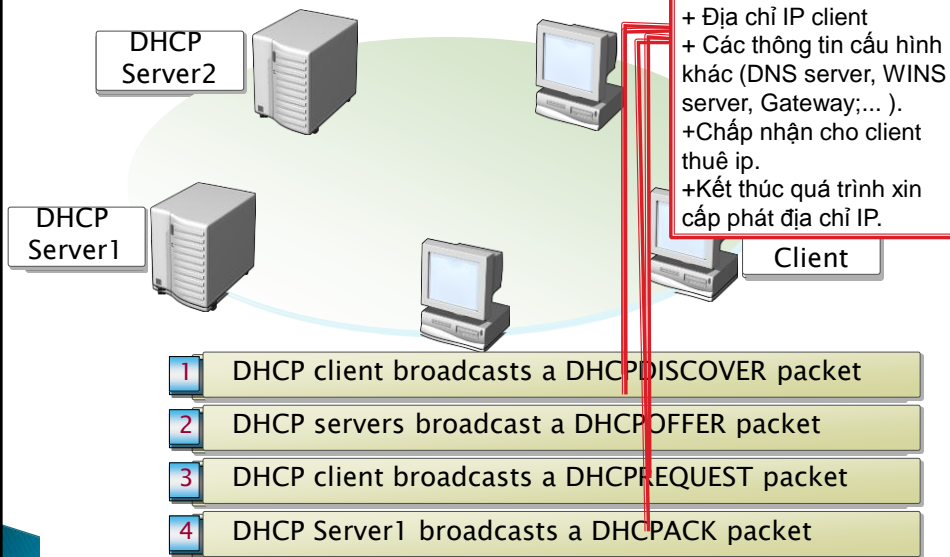 + Địa chỉ IP client
+ Các thông tin cấu hình
khác (DNS server, WINS
server, Gateway;... ).
+Chấp nhận cho client
thuê ip.
+Kết thúc quá trình xin
cấp phát địa chỉ IP.
DHCP
Server2
DHCP
Server1
Client
1 DHCP client broadcasts a DHCPDISCOVER packet
2 DHCP servers broadcast a DHCPOFFER packet
3 DHCP client broadcasts a DHCPREQUEST packet
4 DHCP Server1 broadcasts a DHCPACK packet